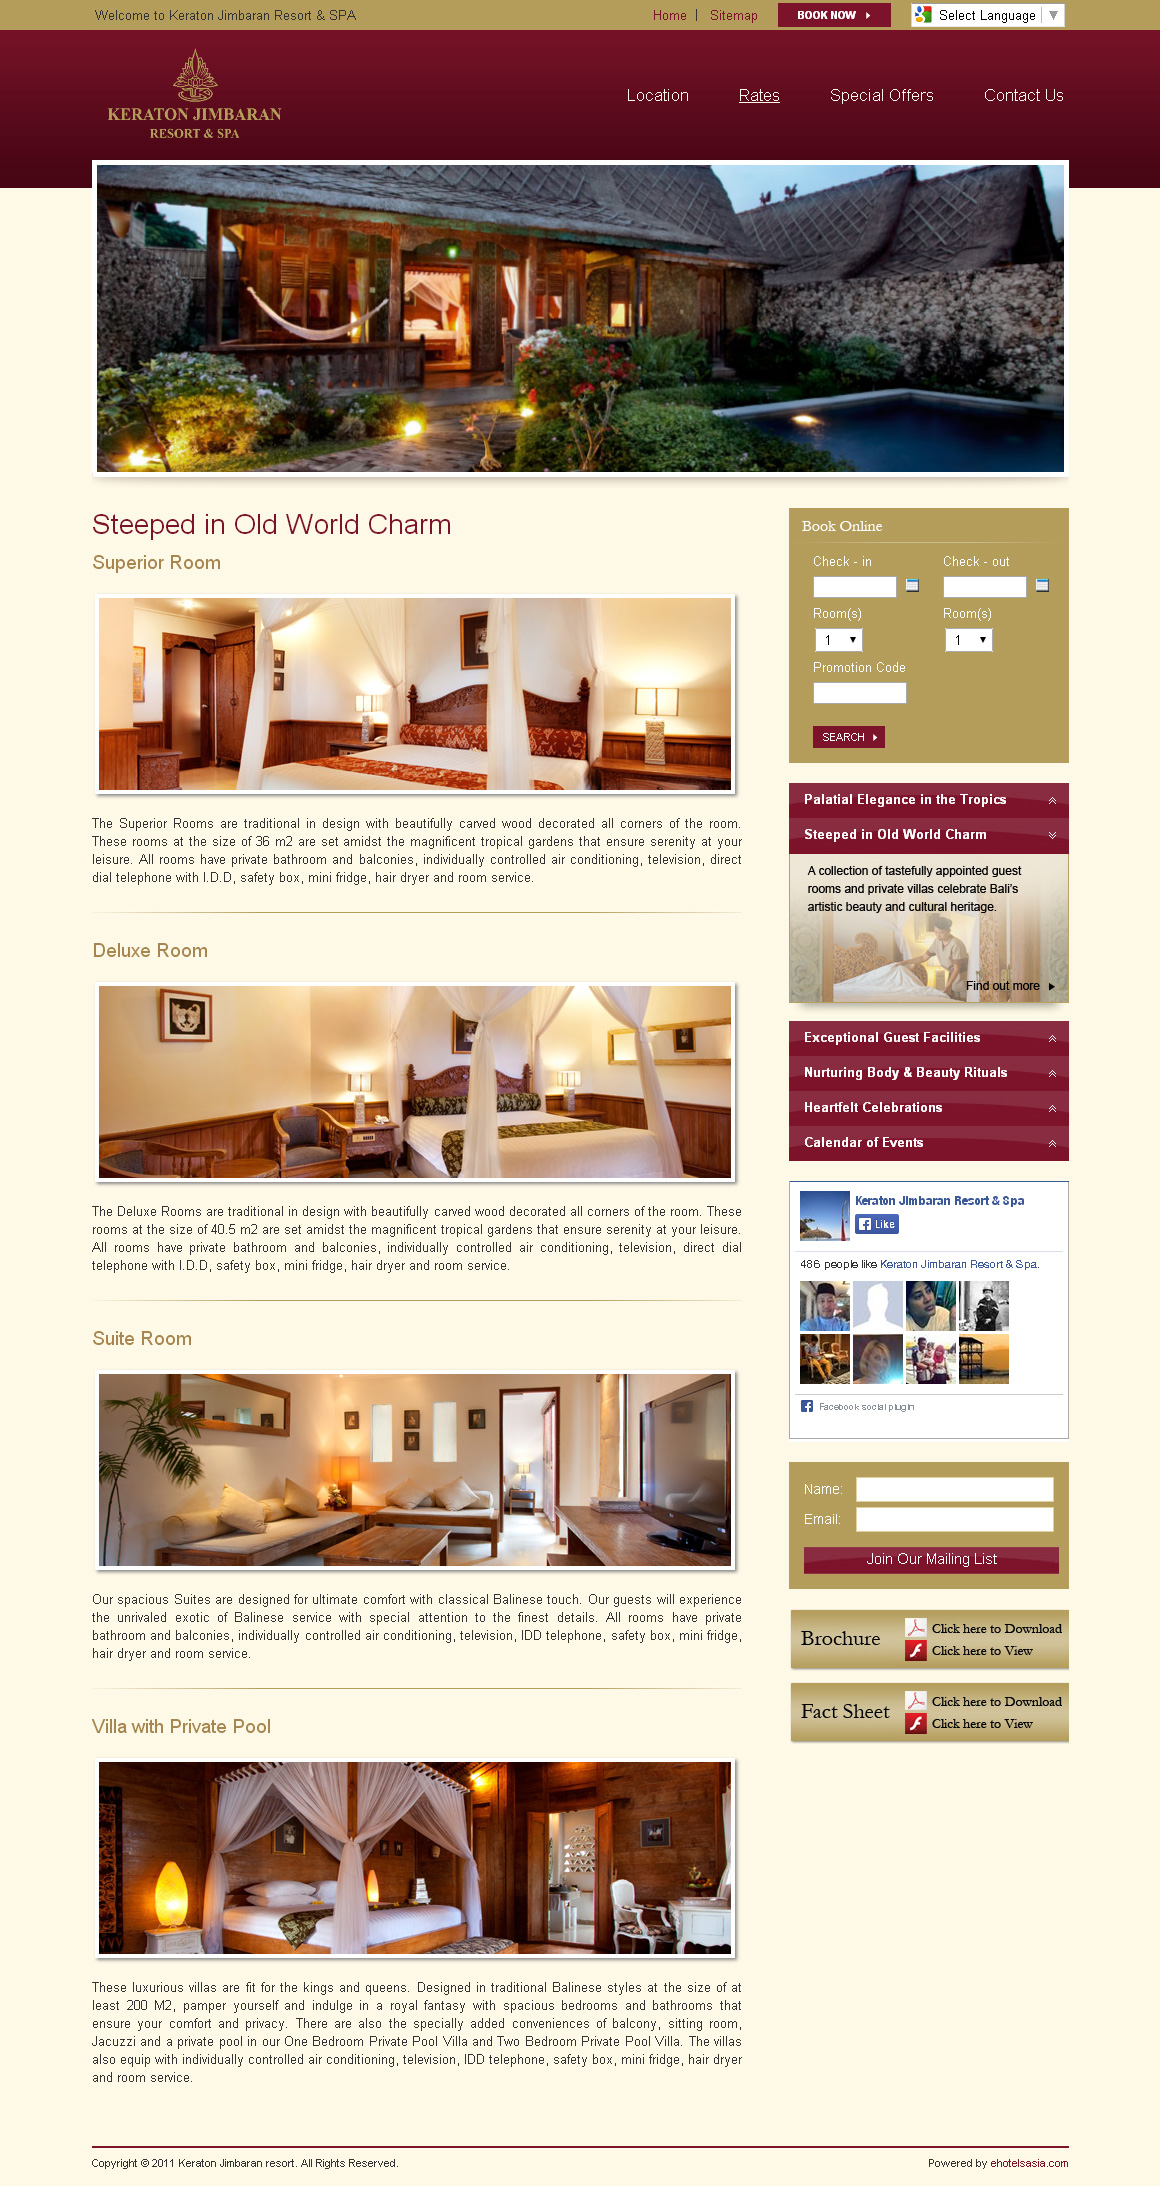 Welcome to Keraton Jimbaran Resort & SPA
Home | Sitemap
BOOK NOW
Select Language
KERATON JIMBARAN
RESORT & SPA
Location
Rates
Special Offers
Contact Us
Steeped in Old World Charm
Superior Room
The Superior Rooms are traditional in design with beautifully carved wood decorated all corners of the room.
These rooms at the size of 36 m2 are set amidst the magnificent tropical gardens that ensure serenity at your
leisure. All rooms have private bathroom and balconies, individually controlled air conditioning, television, direct
dial telephone with I.D.D, safety box, mini fridge, hair dryer and room service.
Deluxe Room
The Deluxe Rooms are traditional in design with beautifully carved wood decorated all corners of the room. These
rooms at the size of 40.5 m2 are set amidst the magnificent tropical gardens that ensure serenity at your leisure.
All rooms have private bathroom and balconies, individually controlled air conditioning, television, direct dial
telephone with I.D.D, safety box, mini fridge, hair dryer and room service.
Suite Room
Our spacious Suites are designed for ultimate comfort with classical Balinese touch. Our guests will experience
the unrivaled exotic of Balinese service with special attention to the finest details. All rooms have private
bathroom and balconies, individually controlled air conditioning, television, IDD telephone, safety box, mini fridge,
hair dryer and room service.
Villa with Private Pool
These luxurious villas are fit for the kings and queens. Designed in traditional Balinese styles at the size of at
least 200 M2, pamper yourself and indulge in a royal fantasy with spacious bedrooms and bathrooms that
ensure your comfort and privacy. There are also the specially added conveniences of balcony, sitting room,
Jacuzzi and a private pool in our One Bedroom Private Pool Villa and Two Bedroom Private Pool Villa. The villas
also equip with individually controlled air conditioning, television, IDD telephone, safety box, mini fridge, hair dryer
and room service.
Book Online
Check - in
Check - out
Room(s)
Room(s)
1
1
Promotion Code
SEARCH
Palatial Elegance in the Tropics
Steeped in Old World Charm
A collection of tastefully appointed guest
rooms and private villas celebrate Bali's
artistic beauty and cultural heritage.
Find out more
Exceptional Guest Facilities
Nurturing Body & Beauty Rituals
Heartfelt Celebrations
Calendar of Events
Keraton Jimbaran Resort & Spa
Like
486 people like Keraton Jimbaran Resort & Spa.
Facebook social plugin
Name:
Email:
Join Our Mailing List
Brochure
Click here to Download
Click here to View
Fact Sheet
Click here to Download
Click here to View
Copyright © 2011 Keraton Jimbaran resort. All Rights Reserved.
Powered by ehotelsasia.com